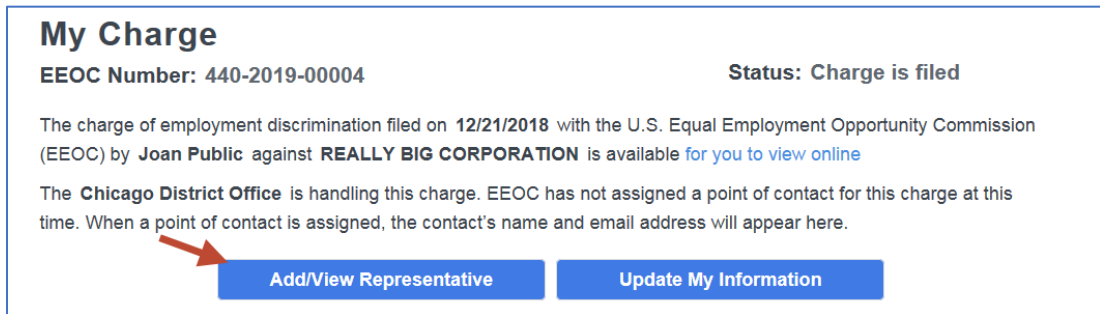 My Charge
EEOC Number: 440-2019-00004 Status: Charge is filed
The charge of employment discrimination filed on 12/21/2018 with the U.S. Equal Employment Opportunity Commission
(EEOC) by Joan Public against REALLY BIG CORPORATION is available for you to view online
The Chicago District Office is handling this charge. EEOC has not assigned a point of contact for this charge at this
time. When a point of contact is assigned, the contact's name and email address will appear here.
Add/View Representative Update My Information